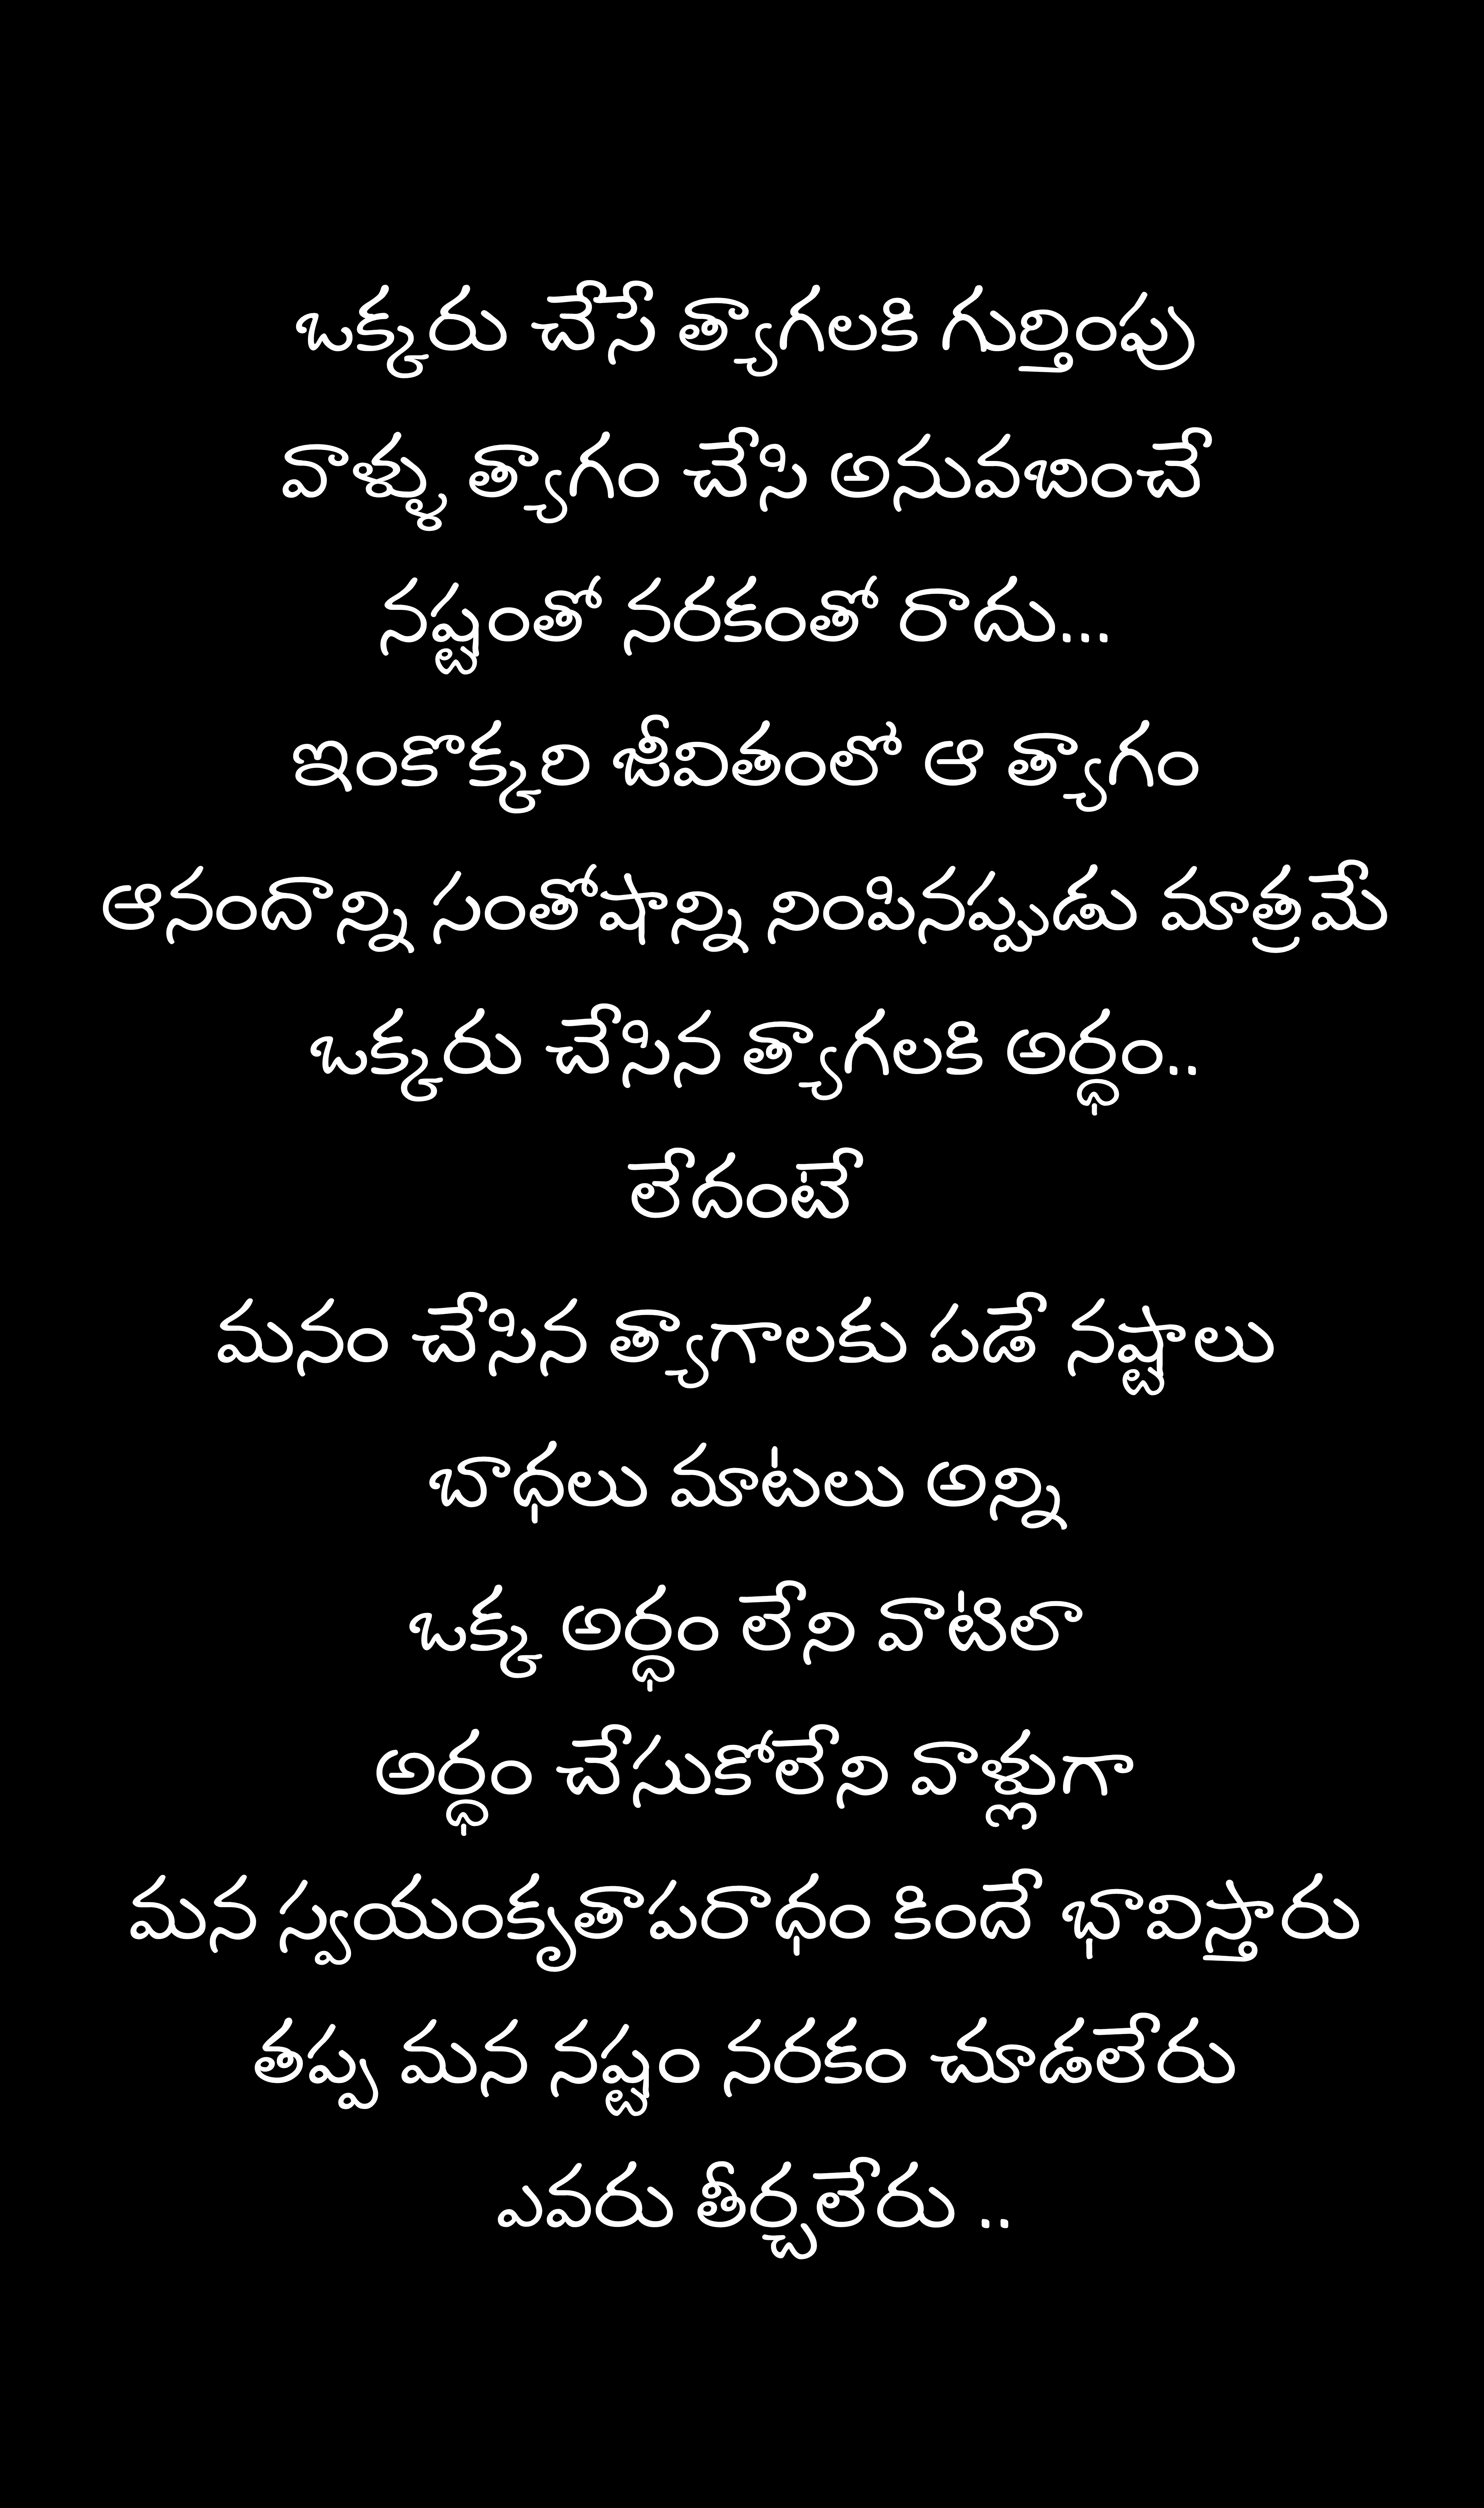 ఒక్కరు చేసే త్యాగలకి గుర్తింపు
వాళ్ళు త్యాగం చేసి అనువబించే
నష్టంతో నరకంతో రాదు...
ఇంకొక్కరి జీవితంలో ఆ త్యాగం
ఆనందాన్ని సంతోషాన్ని నింపినప్పుడు మాత్రమే
ఒక్కరు చేసిన త్యాగలకి అర్ధం..
లేదంటే
మనం చేసిన త్యాగాలకు పడే నష్టాలు
బాధలు మాటలు అన్ని
ఒక్క అర్ధం లేని వాటిలా
అర్ధం చేసుకోలేని వాళ్లుగా
మన స్వయంకృతాపరాధం కిందే భావిస్తారు
తప్ప మన నష్టం నరకం చూడలేరు
ఎవరు తీర్చలేరు ..